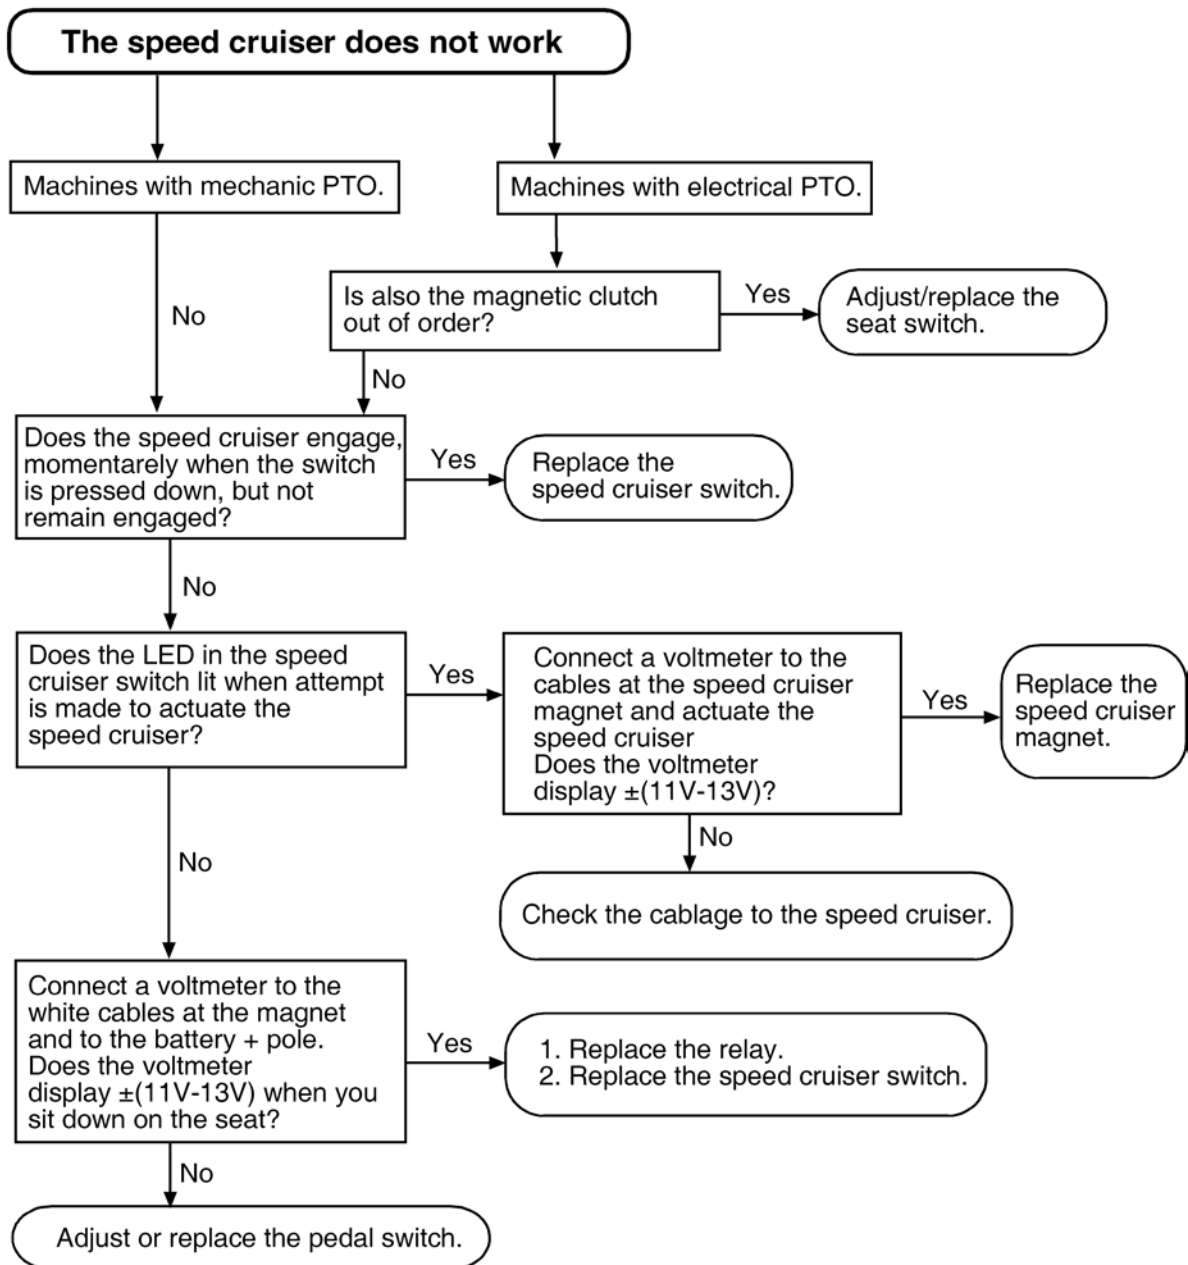 The speed cruiser does not work
Machines with mechanic PTO.
Machines with electrical PTO.
No
Is also the magnetic clutch
out of order?
Yes
Adjust/replace the
seat switch.
No
Does the speed cruiser engage,
momentarely when the switch
is pressed down, but not
remain engaged?
Yes
Replace the
speed cruiser switch.
No
Does the LED in the speed
cruiser switch lit when attempt
is made to actuate the
speed cruiser?
Yes
Connect a voltmeter to the
cables at the speed cruiser
magnet and actuate the
speed cruiser
Does the voltmeter
display ±(11V-13V)?
Yes
Replace the
speed cruiser
magnet.
No
Check the cablage to the speed cruiser.
No
Connect a voltmeter to the
white cables at the magnet
and to the battery + pole.
Does the voltmeter
display ±(11V-13V) when you
sit down on the seat?
Yes
1. Replace the relay.
2. Replace the speed cruiser switch.
No
Adjust or replace the pedal switch.